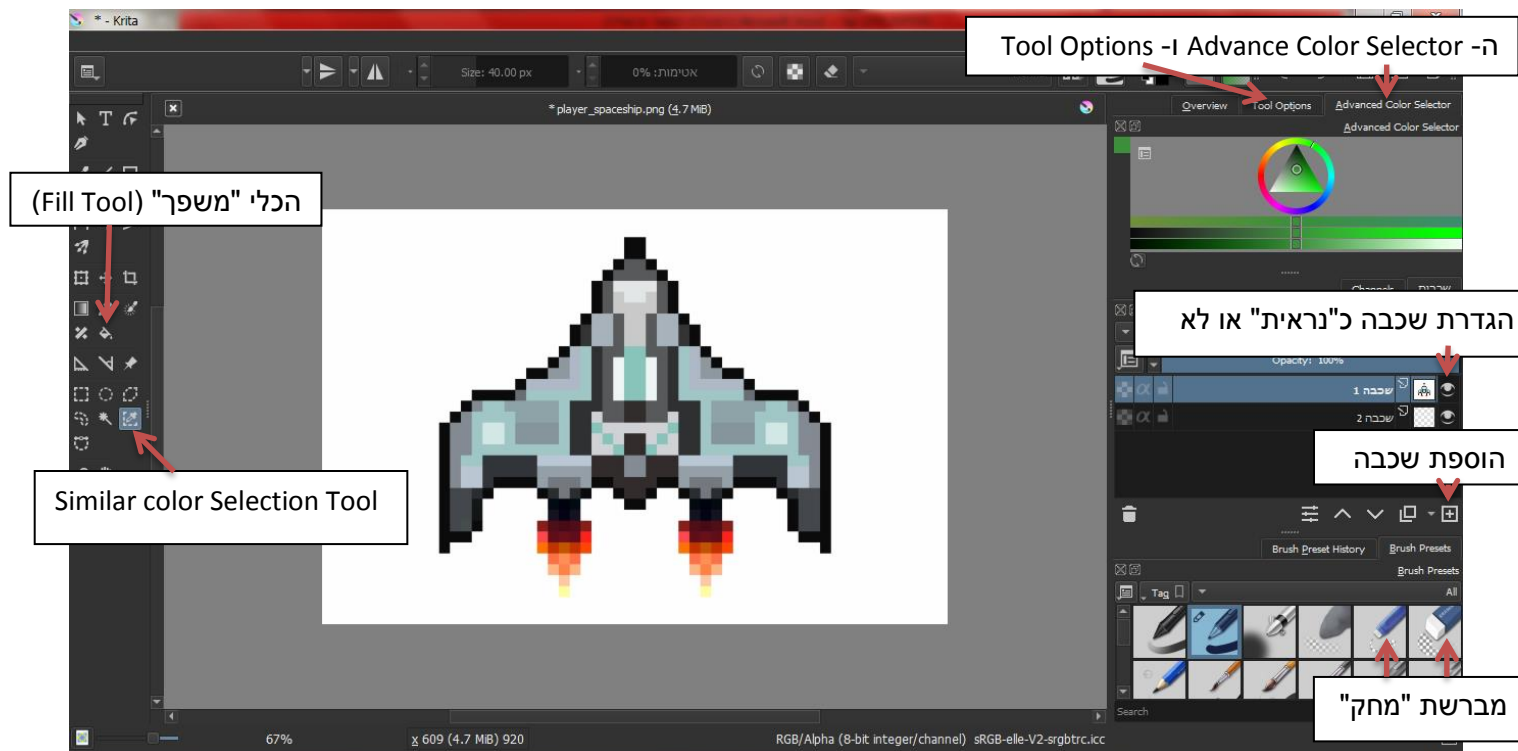 * - Krita
ה- Advance Color Selector ו- Tool Options
Size: 40.00 px
אטימות: 0%
* player_spaceship.png (4.7 MiB)
Overview
Tool Options
Advanced Color Selector
Advanced Color Selector
הכלי "משפך" (Fill Tool)
Channels
שכבות
הגדרת שכבה כ"נראית" או לא
Opacity: 100%
שכבה 1
שכבה 2
הוספת שכבה
Similar color Selection Tool
Brush Preset History
Brush Presets
Brush Presets
Tag
All
מברשת "מחק"
Search
67%
x 609 (4.7 MiB) 920
RGB/Alpha (8-bit integer/channel) sRGB-elle-V2-srgbtrc.icc